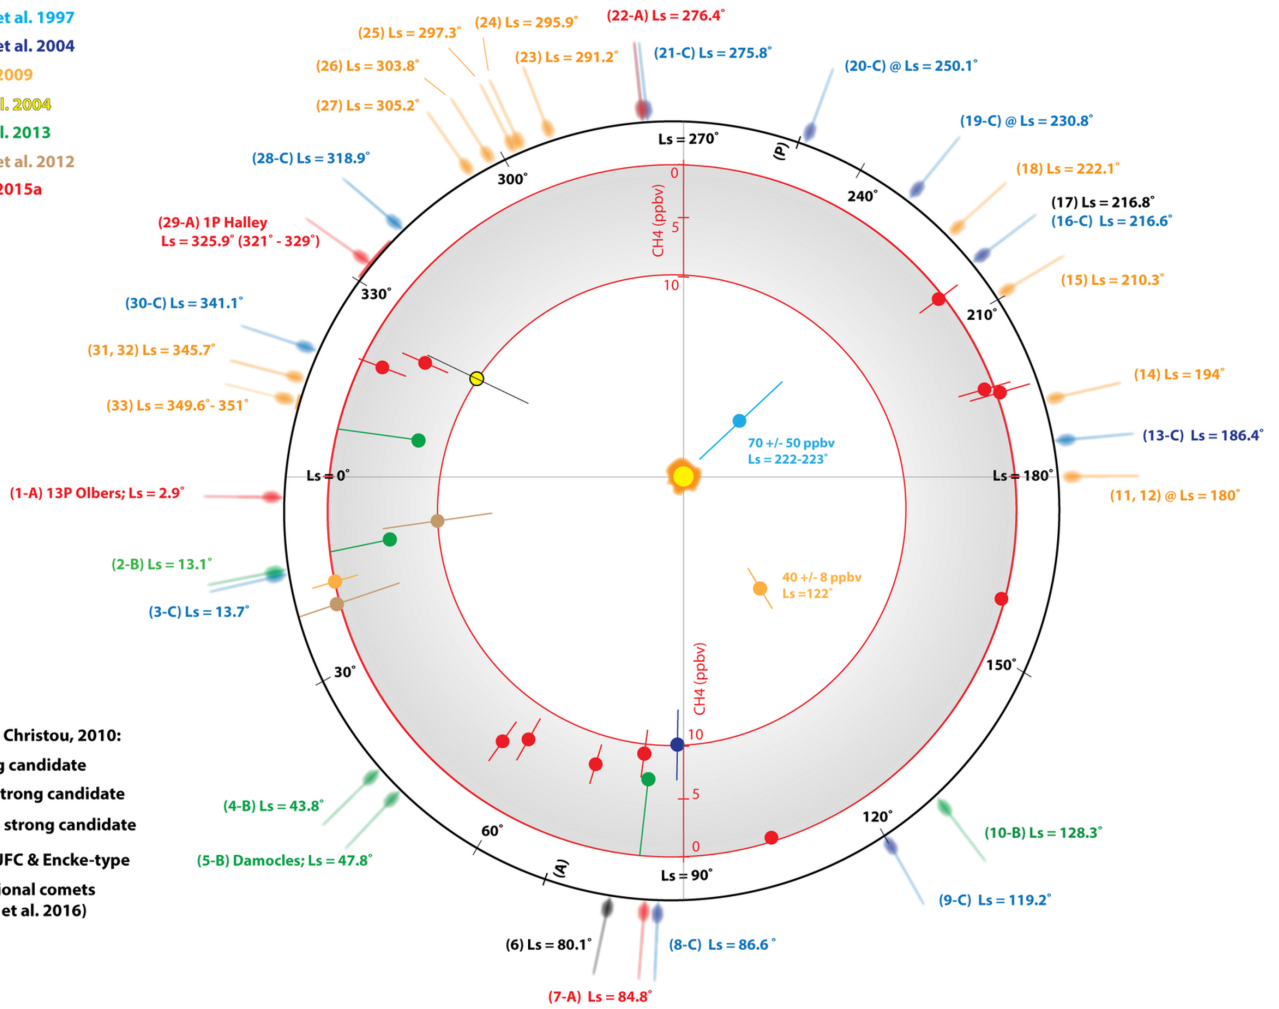 et al. 1997
et al. 2004
2009
l. 2004
l. 2013
et al. 2012
2015a
(22-A) Ls = 276.4°
(24) Ls = 295.9°
(25) Ls = 297.3°
(23) Ls = 291.2°
(21-C) Ls = 275.8°
(26) Ls = 303.8°
(20-C) @ Ls = 250.1°
(27) Ls = 305.2°
(19-C) @ Ls = 230.8°
Ls = 270°
(P)
(28-C) Ls = 318.9°
(18) Ls = 222.1°
300°
0
240°
(17) Ls = 216.8°
(16-C) Ls = 216.6°
(29-A) 1P Halley
Ls = 325.9° (321° - 329°)
CH4 (ppbv)
5
(15) Ls = 210.3°
10
330°
210°
(30-C) Ls = 341.1°
(31, 32) Ls = 345.7°
(14) Ls = 194°
(33) Ls = 349.6°- 351°
(13-C) Ls = 186.4°
70 +/- 50 ppbv
Ls = 222-223°
Ls = 0°
Ls = 180°
(1-A) 13P Olbers; Ls = 2.9°
(11, 12) @ Ls = 180°
(2-B) Ls = 13.1°
40 +/- 8 ppbv
Ls =122°
(3-C) Ls = 13.7°
30°
150°
CH4 (ppbv)
10
Christou, 2010:
g candidate
trong candidate
strong candidate
5
(4-B) Ls = 43.8°
120°
60°
(10-B) Ls = 128.3°
0
JFC & Encke-type
(5-B) Damocles; Ls = 47.8°
(A)
Ls = 90°
ional comets
et al. 2016)
(9-C) Ls = 119.2°
(6) Ls = 80.1°
(8-C) Ls = 86.6 °
(7-A) Ls = 84.8°